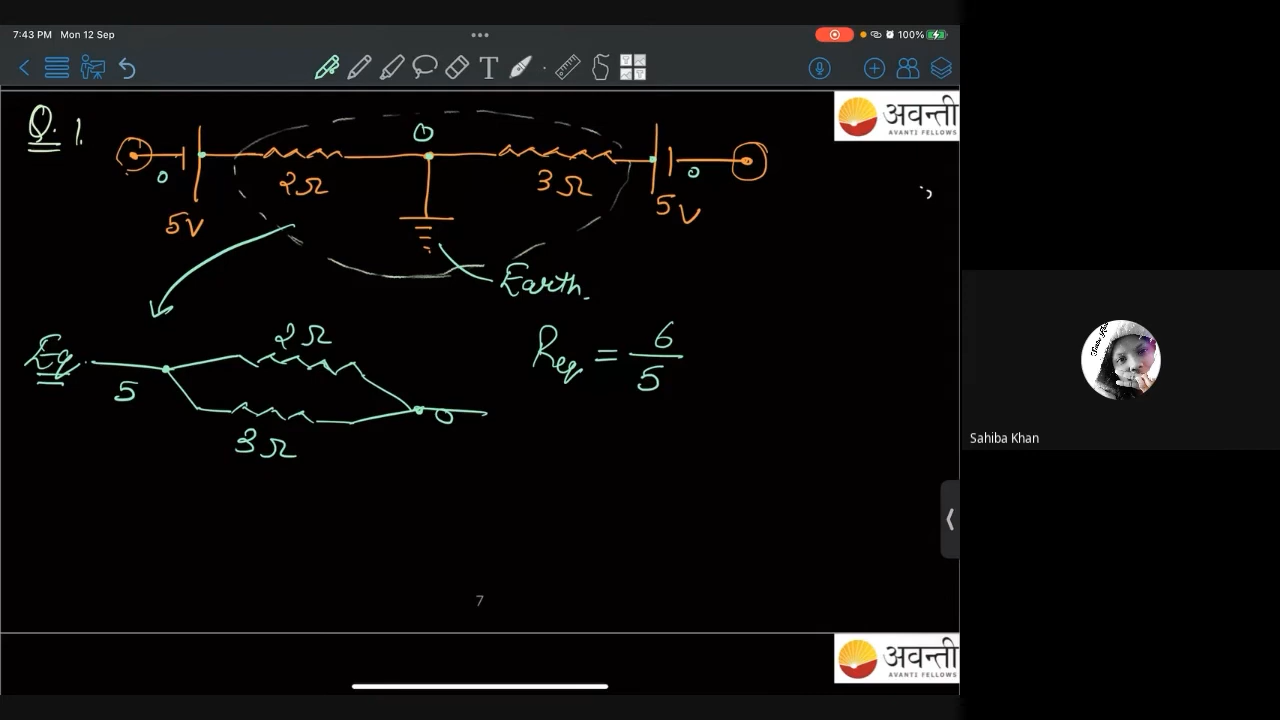 7:43 PM Mon 12 Sep
100%
T
Q. 1.
अवन्ती
AVANTI FELLOWS
0
0
0
2Ω
3Ω
5V
5V
Earth.
Eq.
2Ω
5
0
3Ω
Req = 6/5
Sahiba Khan
7
अवन्ती
AVANTI FELLOWS